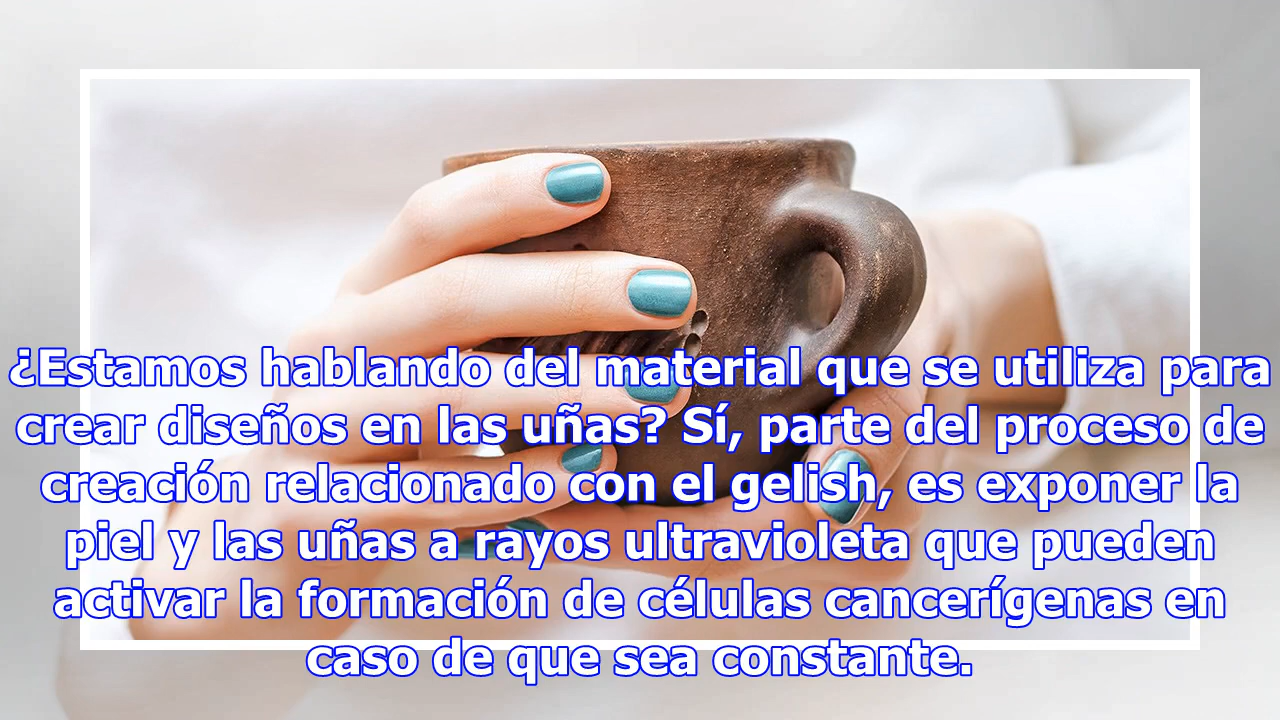 ¿Estamos hablando del material que se utiliza para
crear diseños en las uñas? Sí, parte del proceso de
creación relacionado con el gelish, es exponer la
piel y las uñas a rayos ultravioleta que pueden
activar la formación de células cancerígenas en
caso de que sea constante.